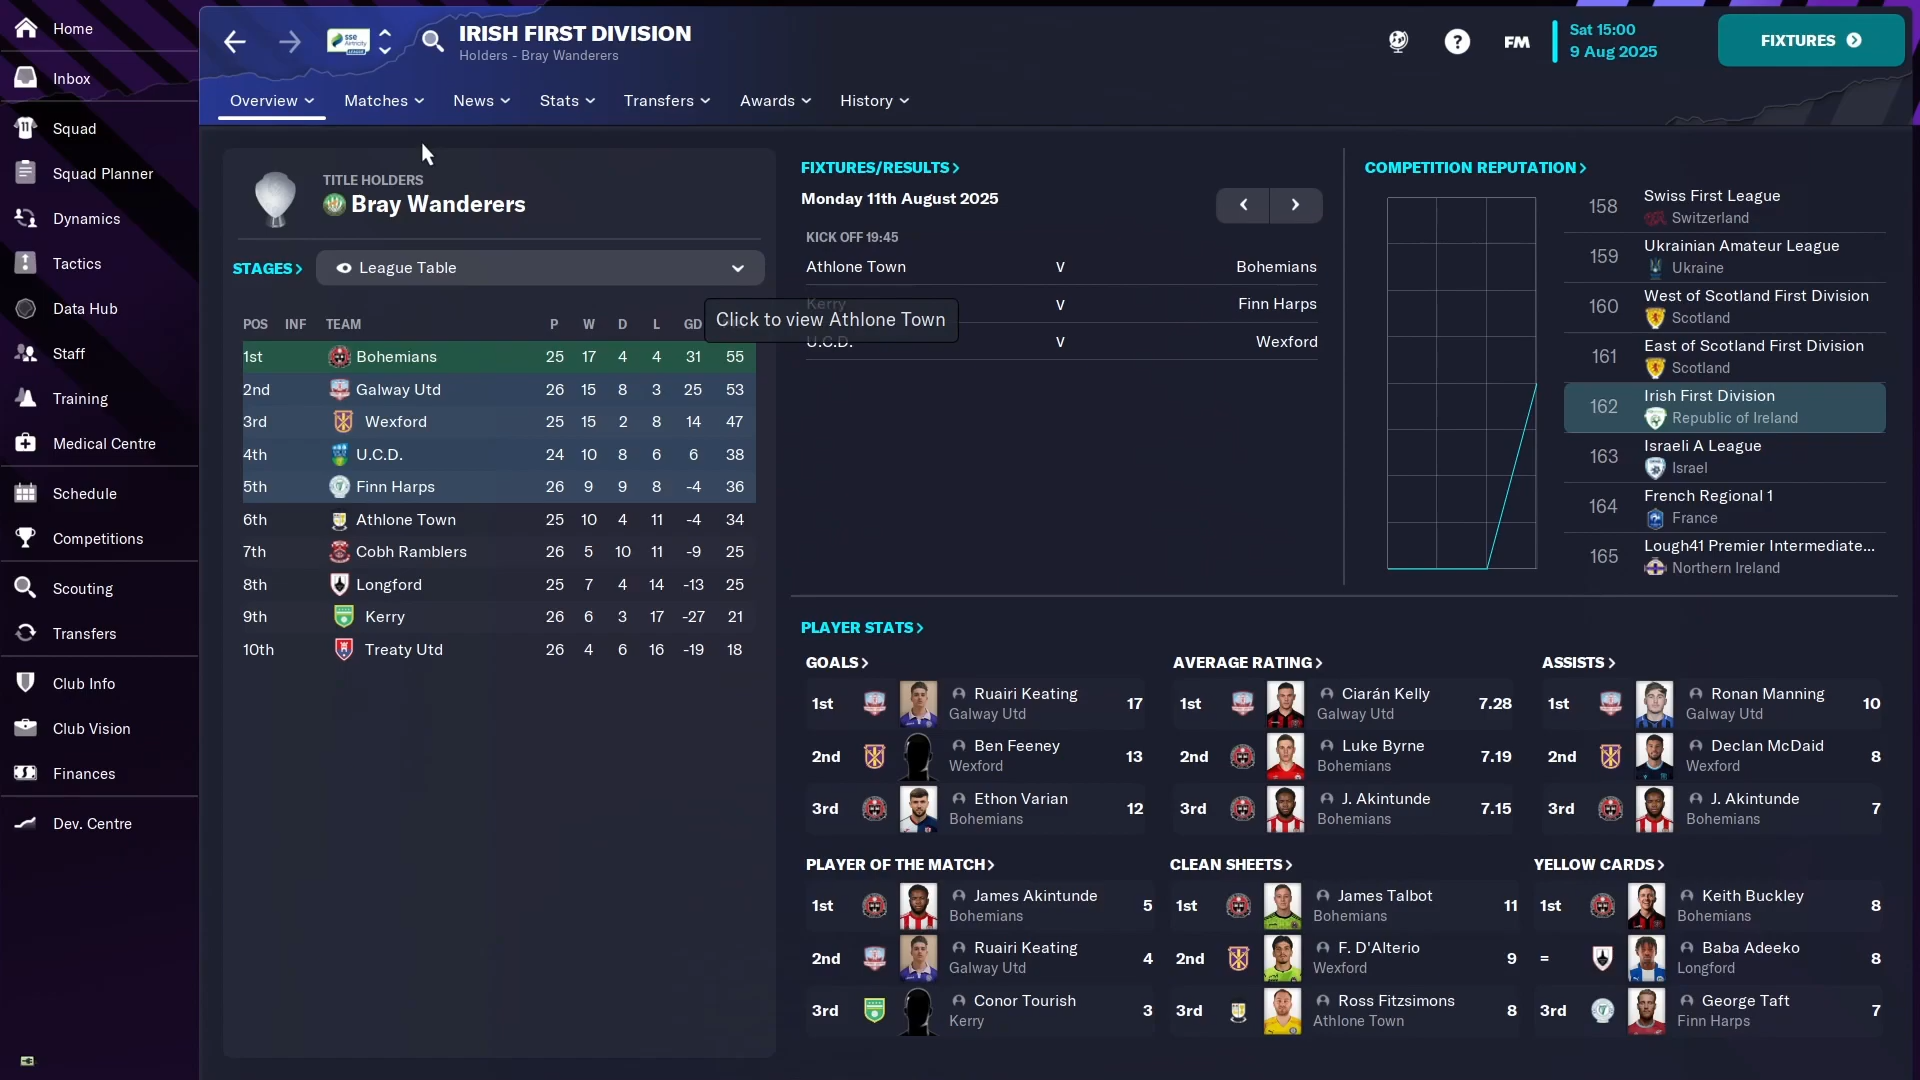 Home
Inbox
Squad
Squad Planner
Dynamics
Tactics
Data Hub
Staff
Training
Medical Centre
Schedule
Competitions
Scouting
Transfers
Club Info
Club Vision
Finances
Dev. Centre
IRISH FIRST DIVISION
Holders - Bray Wanderers
FM
Sat 15:00
9 Aug 2025
FIXTURES
Overview Matches News Stats Transfers Awards History
TITLE HOLDERS
Bray Wanderers
STAGES
League Table
POS INF TEAM P W D L GD
1st Bohemians 25 17 4 4 31 55
2nd Galway Utd 26 15 8 3 25 53
3rd Wexford 25 15 2 8 14 47
4th U.C.D. 24 10 8 6 6 38
5th Finn Harps 26 9 9 8 -4 36
6th Athlone Town 25 10 4 11 -4 34
7th Cobh Ramblers 26 5 10 11 -9 25
8th Longford 25 7 4 14 -13 25
9th Kerry 26 6 3 17 -27 21
10th Treaty Utd 26 4 6 16 -19 18
FIXTURES/RESULTS
Monday 11th August 2025
KICK OFF 19:45
Athlone Town V Bohemians
Kerry V Finn Harps
Click to view Athlone Town
U.C.D. V Wexford
COMPETITION REPUTATION
158 Swiss First League
Switzerland
159 Ukrainian Amateur League
Ukraine
160 West of Scotland First Division
Scotland
161 East of Scotland First Division
Scotland
162 Irish First Division
Republic of Ireland
163 Israeli A League
Israel
164 French Regional 1
France
165 Lough41 Premier Intermediate...
Northern Ireland
PLAYER STATS
GOALS
1st Ruairi Keating 17
Galway Utd
2nd Ben Feeney 13
Wexford
3rd Ethon Varian 12
Bohemians
AVERAGE RATING
1st Ciarán Kelly 7.28
Galway Utd
2nd Luke Byrne 7.19
Bohemians
3rd J. Akintunde 7.15
Bohemians
ASSISTS
1st Ronan Manning 10
Galway Utd
2nd Declan McDaid 8
Wexford
3rd J. Akintunde 7
Bohemians
PLAYER OF THE MATCH
1st James Akintunde 5
Bohemians
2nd Ruairi Keating 4
Galway Utd
3rd Conor Tourish 3
Kerry
CLEAN SHEETS
1st James Talbot 11
Bohemians
2nd F. D'Alterio 9
Wexford
3rd Ross Fitzsimons 8
Athlone Town
YELLOW CARDS
1st Keith Buckley 8
Bohemians
= Baba Adeeko 8
Longford
3rd George Taft 7
Finn Harps